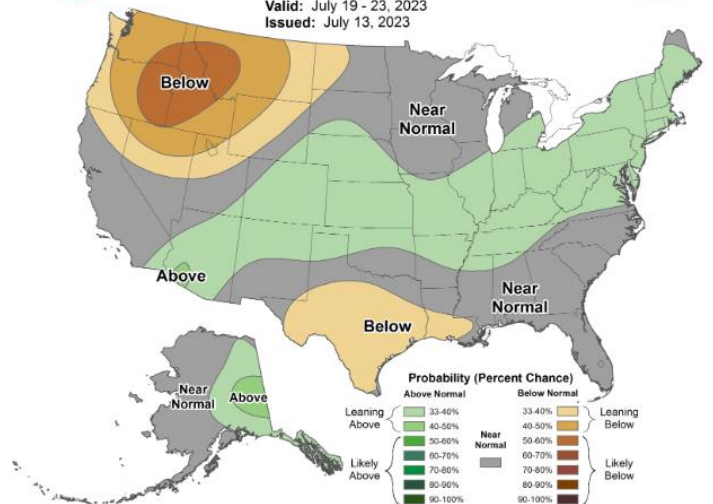 Valid: July 19 - 23, 2023
Issued: July 13, 2023
Below
Near
Normal
Above
Below
Near
Normal
Near
Normal
Above
Probability (Percent Chance)
Above Normal
Below Normal
Leaning
Above
33-40%
40-50%
Likely
Above
50-60%
60-70%
70-80%
80-90%
90-100%
Near
Normal
33-40%
40-50%
50-60%
60-70%
70-80%
80-90%
90-100%
Leaning
Below
Likely
Below